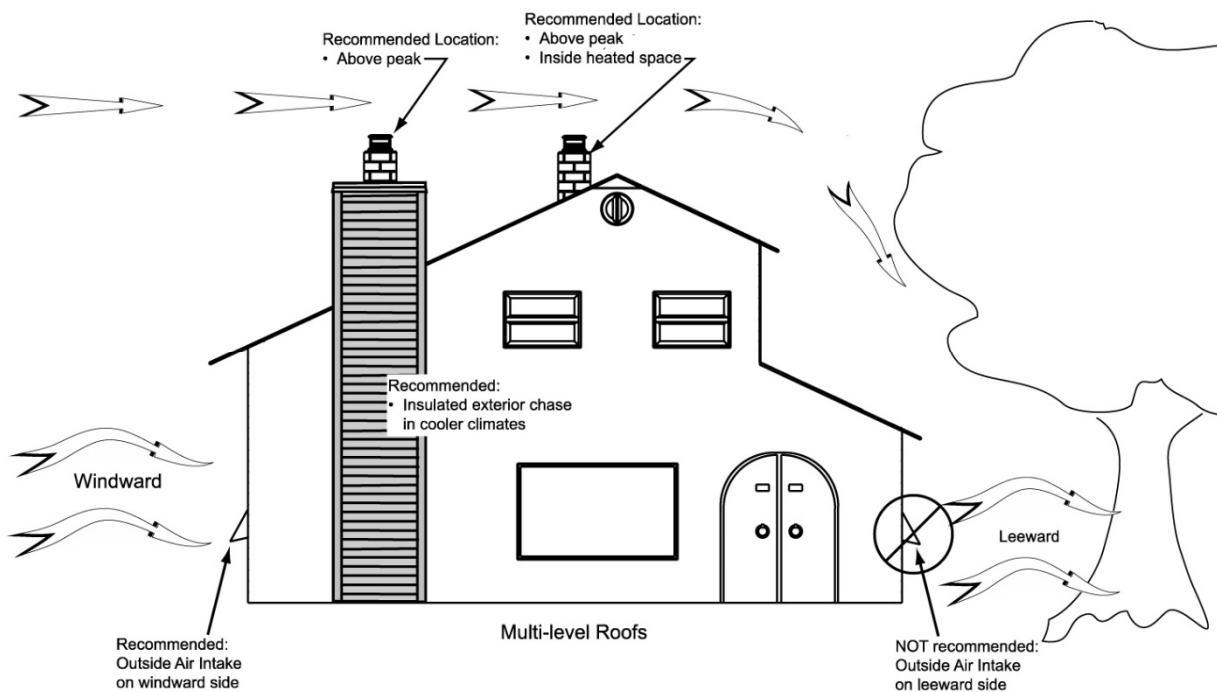 Recommended Location:
• Above peak
Recommended Location:
• Above peak
• Inside heated space
Recommended:
• Insulated exterior chase
in cooler climates
Windward
Leeward
Multi-level Roofs
Recommended:
Outside Air Intake
on windward side
NOT recommended:
Outside Air Intake
on leeward side